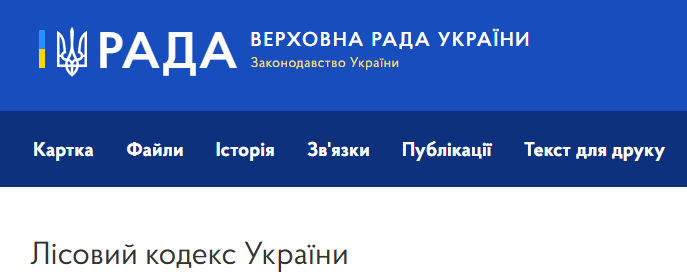 РАДА
ВЕРХОВНА РАДА УКРАЇНИ
Законодавство України
Картка Файли Історія Зв'язки Публікації Текст для друку
Лісовий кодекс України